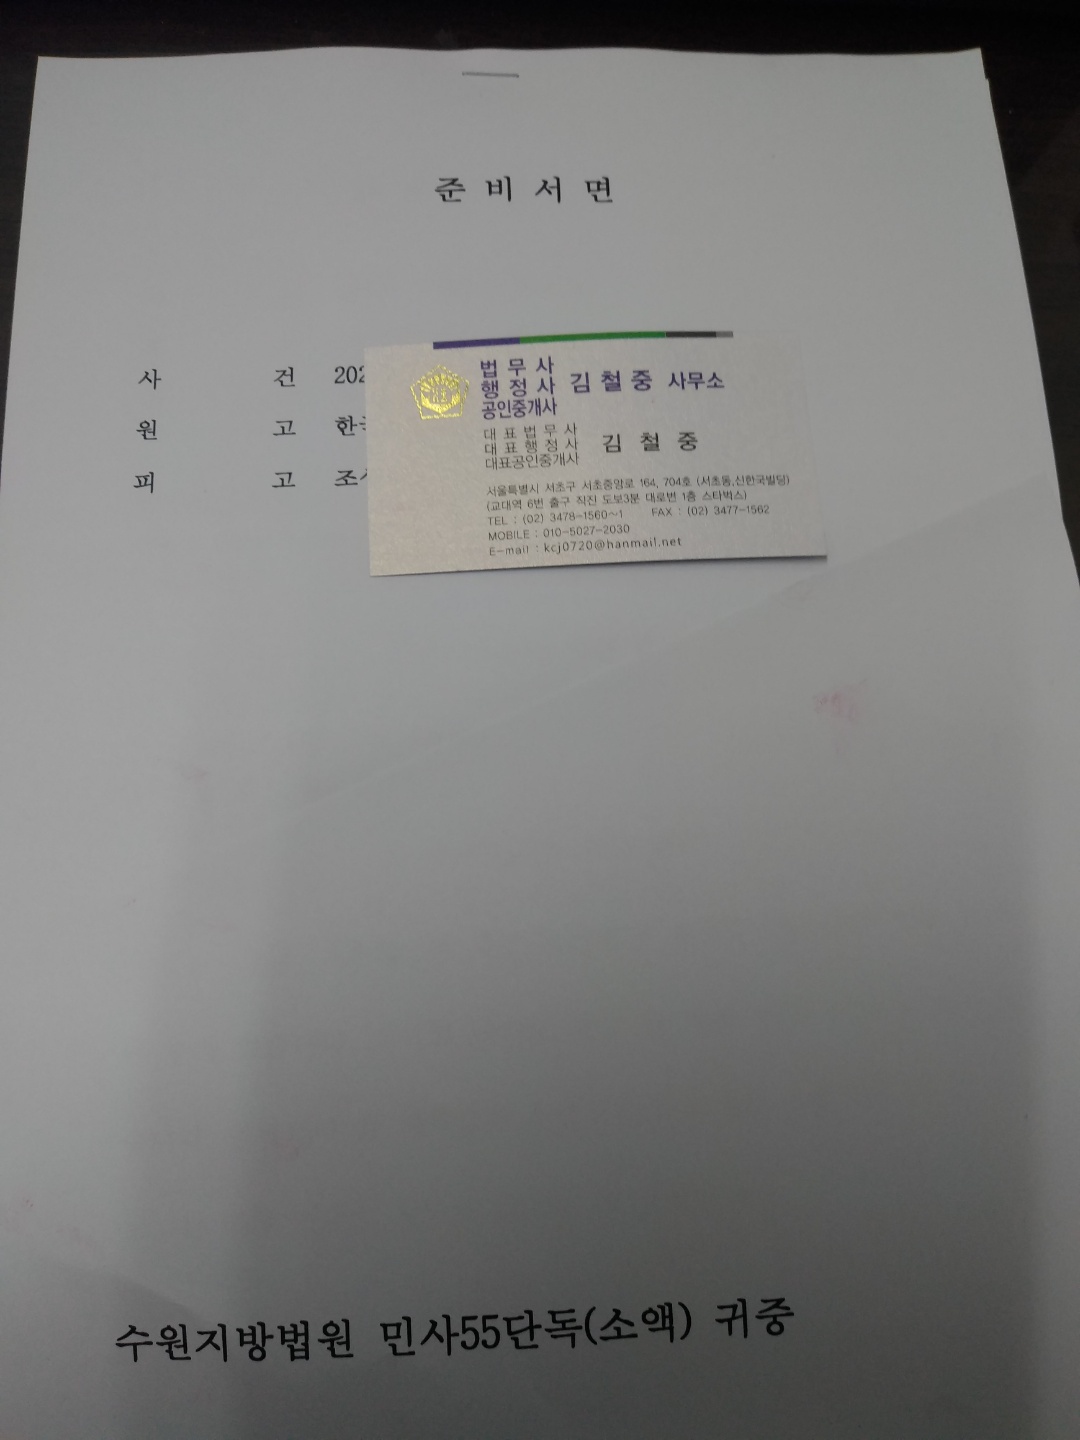 준 비 서 면
사 건 202
원 고 한
피 고 조
법 무 사
행 정 사 김 철 중 사무소
공인중개사
대 표 법 무 사
대 표 행 정 사 김 철 중
대표공인중개사
서울특별시 서초구 서초중앙로 164, 704호 (서초동,신한국빌딩)
(교대역 6번 출구 직진 도보3분 대로변 1층 스타벅스)
TEL : (02) 3478-1560~1 FAX : (02) 3477-1562
MOBILE : 010-5027-2030
E-mail : kcj0720@hanmail.net
수원지방법원 민사55단독(소액) 귀중